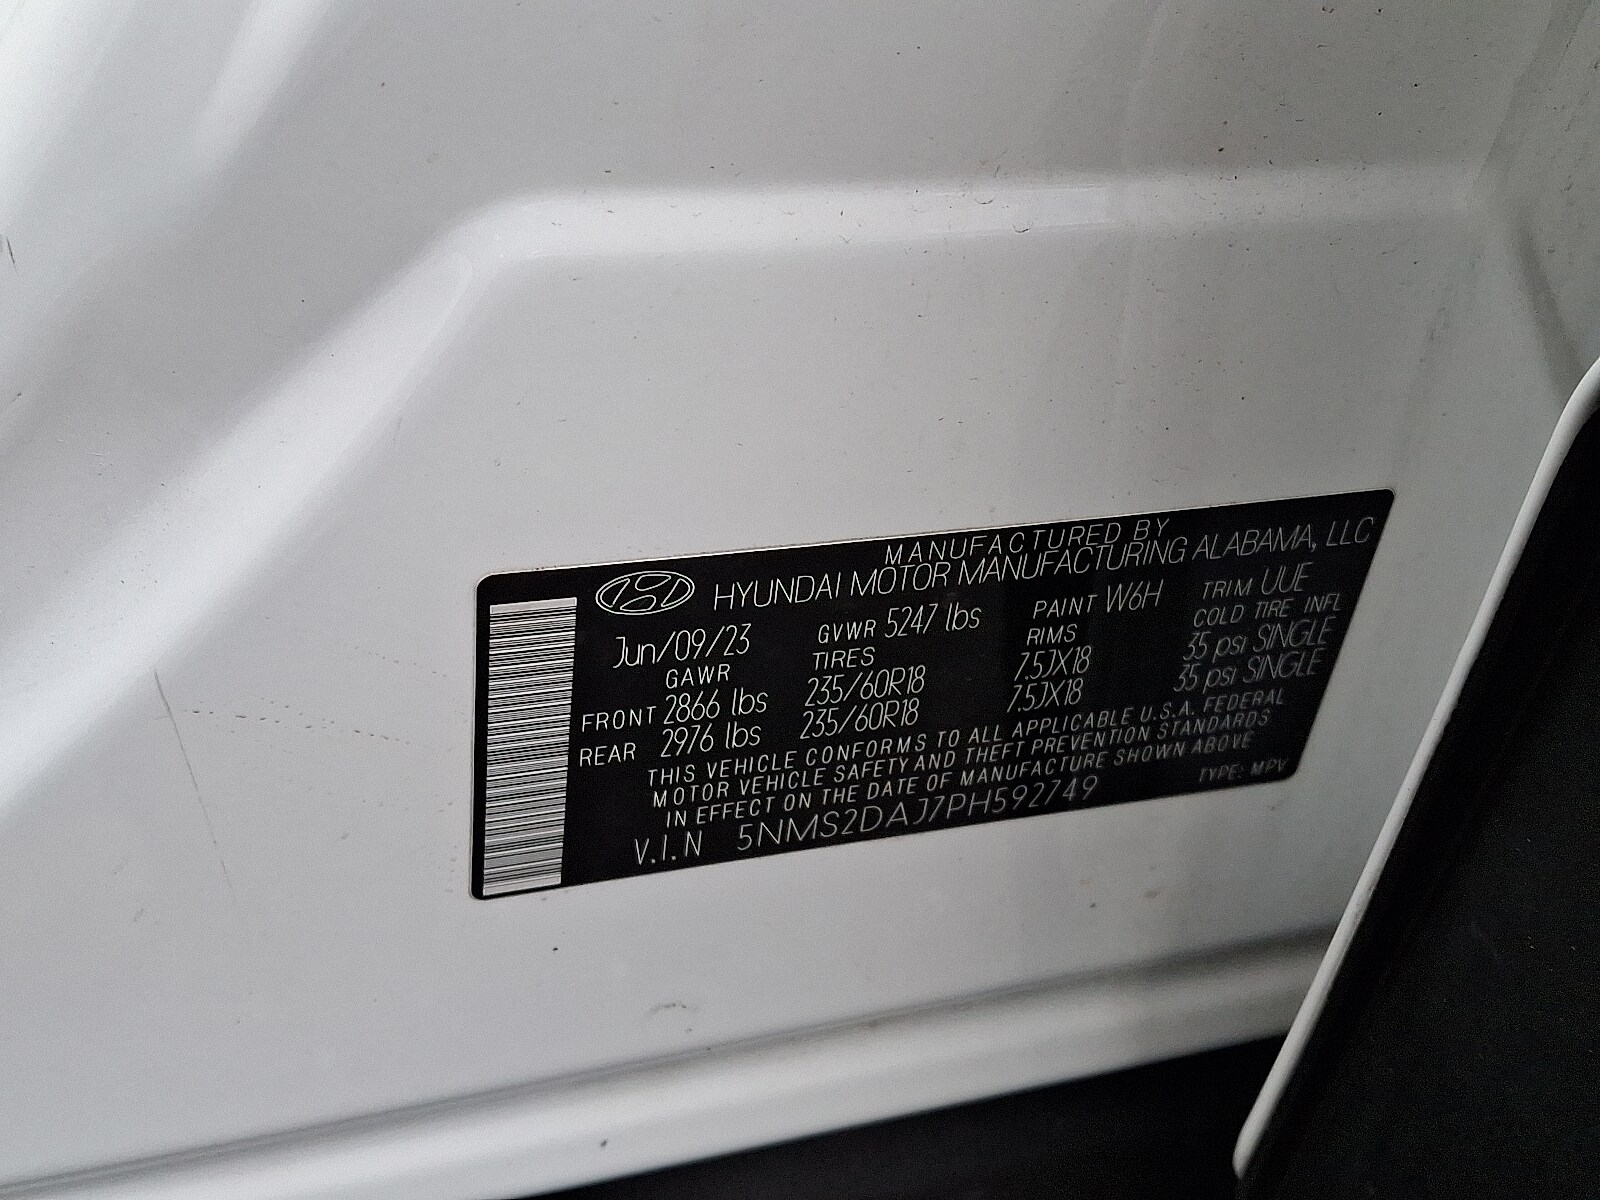 MANUFACTURED BY
HYUNDAI MOTOR MANUFACTURING ALABAMA, LLC
Jun/09/23 GVWR 5247 lbs PAINT W6H TRIM UUE
GAWR TIRES RIMS COLD TIRE INFL
FRONT 2866 lbs 235/60R18 7.5JX18 35 psi SINGLE
REAR 2976 lbs 235/60R18 7.5JX18 35 psi SINGLE
THIS VEHICLE CONFORMS TO ALL APPLICABLE U.S.A. FEDERAL
MOTOR VEHICLE SAFETY AND THEFT PREVENTION STANDARDS
IN EFFECT ON THE DATE OF MANUFACTURE SHOWN ABOVE
V.I.N 5NMS2DAJ7PH592749 TYPE: MPV